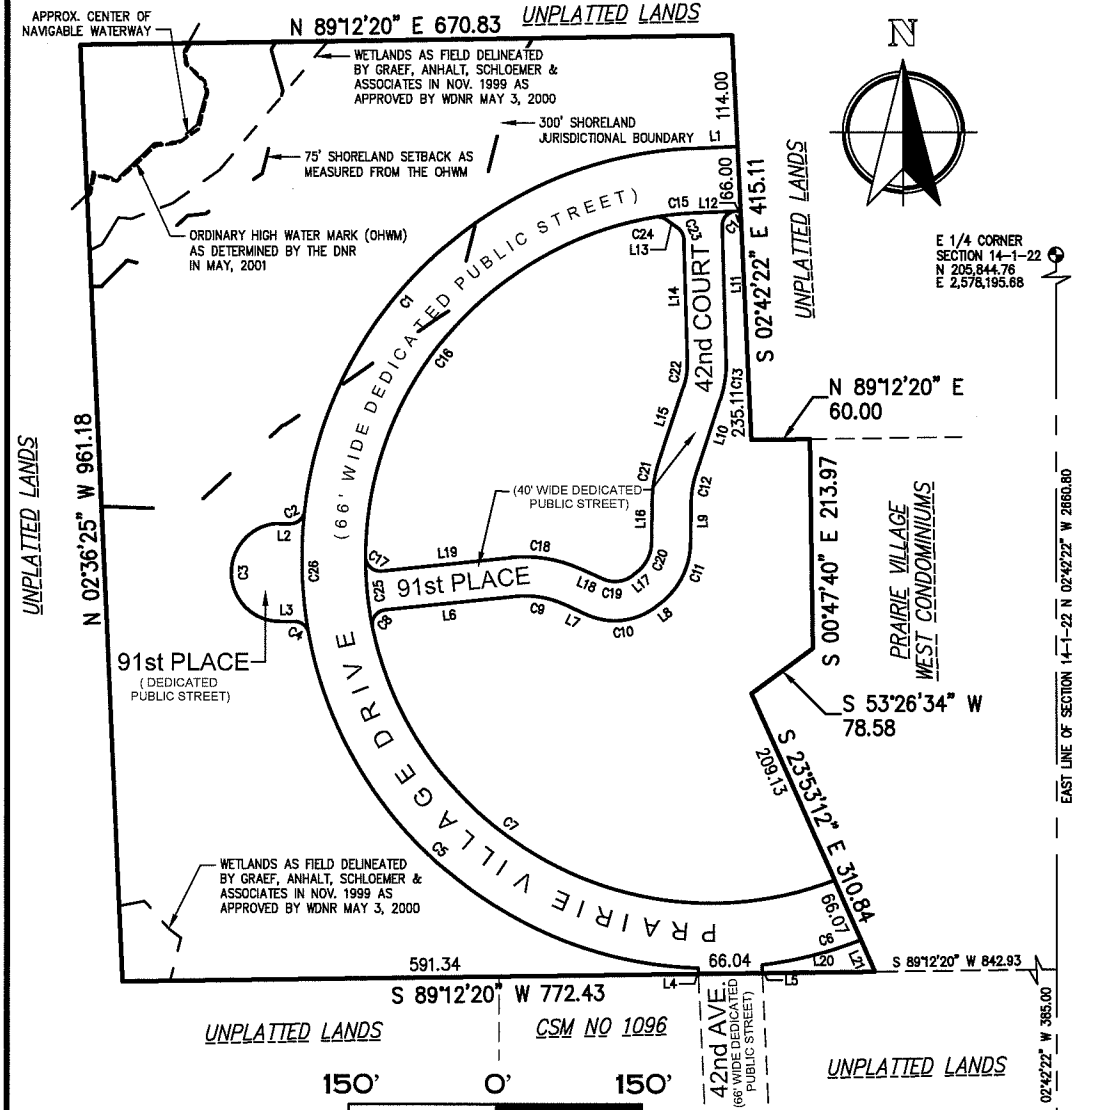 APPROX. CENTER OF
NAVIGABLE WATERWAY
N 89°12'20" E 670.83
UNPLATTED LANDS
N
WETLANDS AS FIELD DELINEATED
BY GRAEF, ANHALT, SCHLOEMER &
ASSOCIATES IN NOV. 1999 AS
APPROVED BY WDNR MAY 3, 2000
114.00
300' SHORELAND
JURISDICTIONAL BOUNDARY
L1
75' SHORELAND SETBACK AS
MEASURED FROM THE OHWM
66.00
S 02°42'22" E 415.11
UNPLATTED LANDS
C15
L12
C24
L13
C23
C14
ORDINARY HIGH WATER MARK (OHWM)
AS DETERMINED BY THE DNR
IN MAY, 2001
E 1/4 CORNER
SECTION 14-1-22
N 205,844.76
E 2,578,195.68
(66' WIDE DEDICATED PUBLIC STREET)
C1
C16
L14
L11
42nd COURT
C22
C13
235.11
N 89°12'20" E
60.00
L15
L10
UNPLATTED LANDS
N 02°36'25" W 961.18
C21
C12
(40' WIDE DEDICATED
PUBLIC STREET)
S 00°47'40" E 213.97
PRAIRIE VILLAGE
WEST CONDOMINIUMS
EAST LINE OF SECTION 14-1-22 N 02°42'22" W 2660.80
C2
L2
C3
C26
L3
C4
L16
L9
C17
L19
C18
C20
C11
L18
C19
L17
C25
91st PLACE
C8
L6
C9
L7
C10
L8
91st PLACE
( DEDICATED
PUBLIC STREET)
S 53°26'34" W
78.58
S 23°53'12" E 310.84
209.13
PRAIRIE VILLAGE DRIVE
C7
C5
WETLANDS AS FIELD DELINEATED
BY GRAEF, ANHALT, SCHLOEMER &
ASSOCIATES IN NOV. 1999 AS
APPROVED BY WDNR MAY 3, 2000
66.07
C6
L20
L21
591.34
66.04
S 89°12'20" W 842.93
L4
L5
S 89°12'20" W 772.43
UNPLATTED LANDS
CSM NO 1096
42nd AVE.
(66' WIDE DEDICATED
PUBLIC STREET)
UNPLATTED LANDS
02°42'22" W 385.00
150'
0'
150'